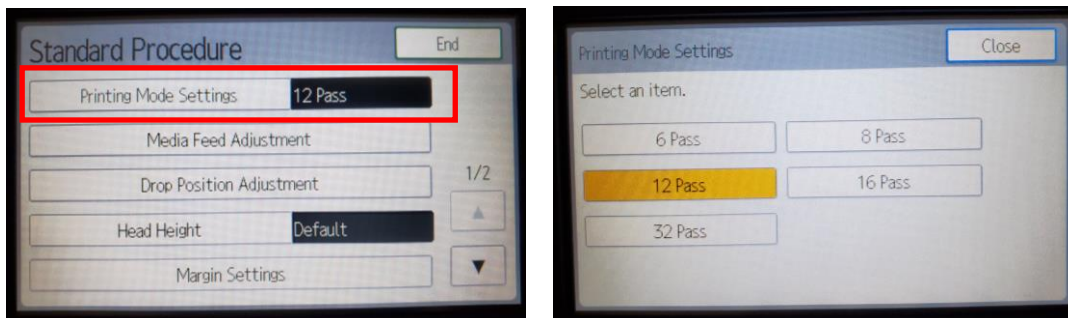 Standard Procedure
End
Printing Mode Settings
12 Pass
Media Feed Adjustment
Drop Position Adjustment
1/2
Head Height
Default
▲
Margin Settings
▼
Printing Mode Settings
Close
Select an item.
6 Pass
8 Pass
12 Pass
16 Pass
32 Pass